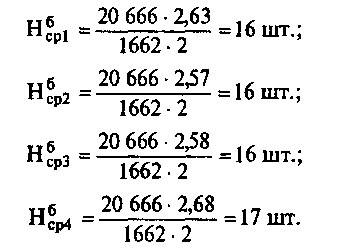 Н^б_ср1 = (20 666 · 2,63) / (1662 · 2) = 16 шт.;
Н^б_ср2 = (20 666 · 2,57) / (1662 · 2) = 16 шт.;
Н^б_ср3 = (20 666 · 2,58) / (1662 · 2) = 16 шт.;
Н^б_ср4 = (20 666 · 2,68) / (1662 · 2) = 17 шт.